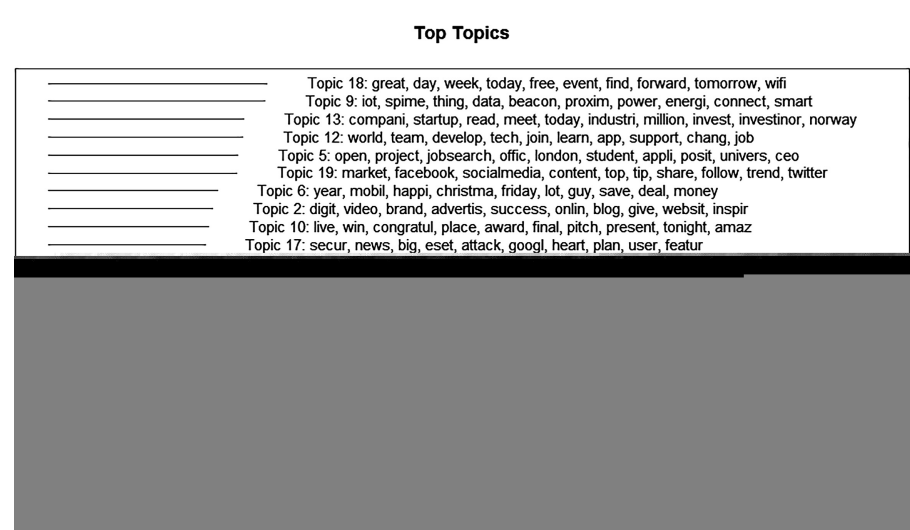 Top Topics
Topic 18: great, day, week, today, free, event, find, forward, tomorrow, wifi
Topic 9: iot, spime, thing, data, beacon, proxim, power, energi, connect, smart
Topic 13: compani, startup, read, meet, today, industri, million, invest, investinor, norway
Topic 12: world, team, develop, tech, join, learn, app, support, chang, job
Topic 5: open, project, jobsearch, offic, london, student, appli, posit, univers, ceo
Topic 19: market, facebook, socialmedia, content, top, tip, share, follow, trend, twitter
Topic 6: year, mobil, happi, christma, friday, lot, guy, save, deal, money
Topic 2: digit, video, brand, advertis, success, onlin, blog, give, websit, inspir
Topic 10: live, win, congratul, place, award, final, pitch, present, tonight, amaz
Topic 17: secur, news, big, eset, attack, googl, heart, plan, user, featur